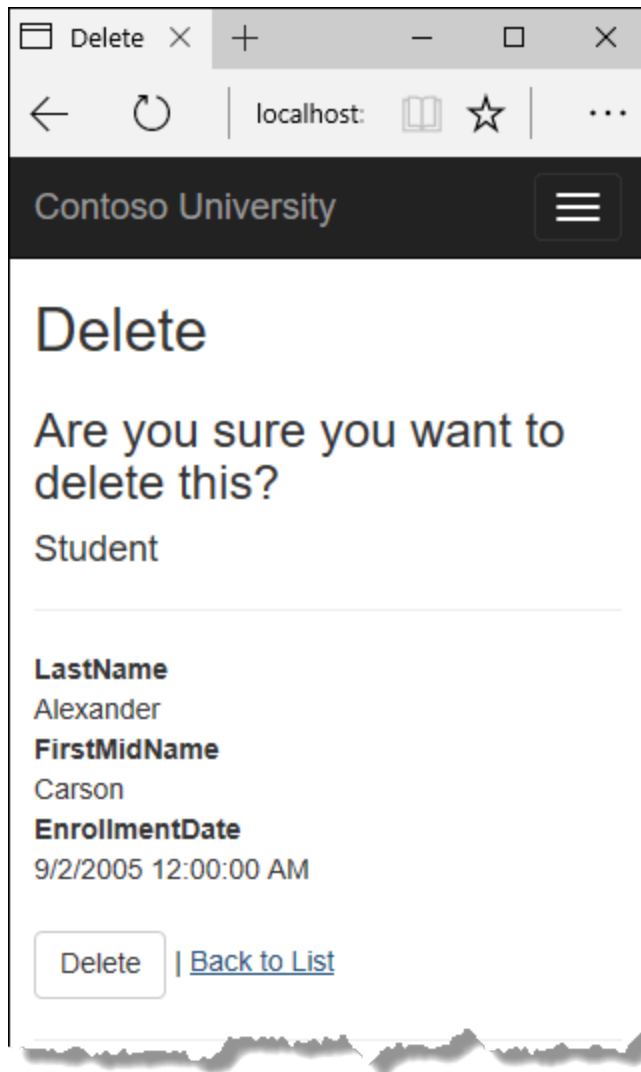 Delete
localhost:
Contoso University
Delete
Are you sure you want to
delete this?
Student
LastName
Alexander
FirstMidName
Carson
EnrollmentDate
9/2/2005 12:00:00 AM
Delete | Back to List